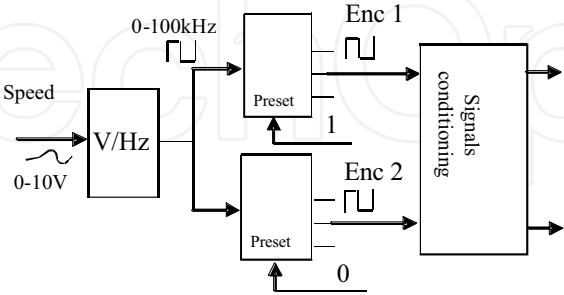 0-100kHz
Enc 1
Speed
V/Hz
0-10V
Preset
1
Signals
conditioning
Enc 2
Preset
0